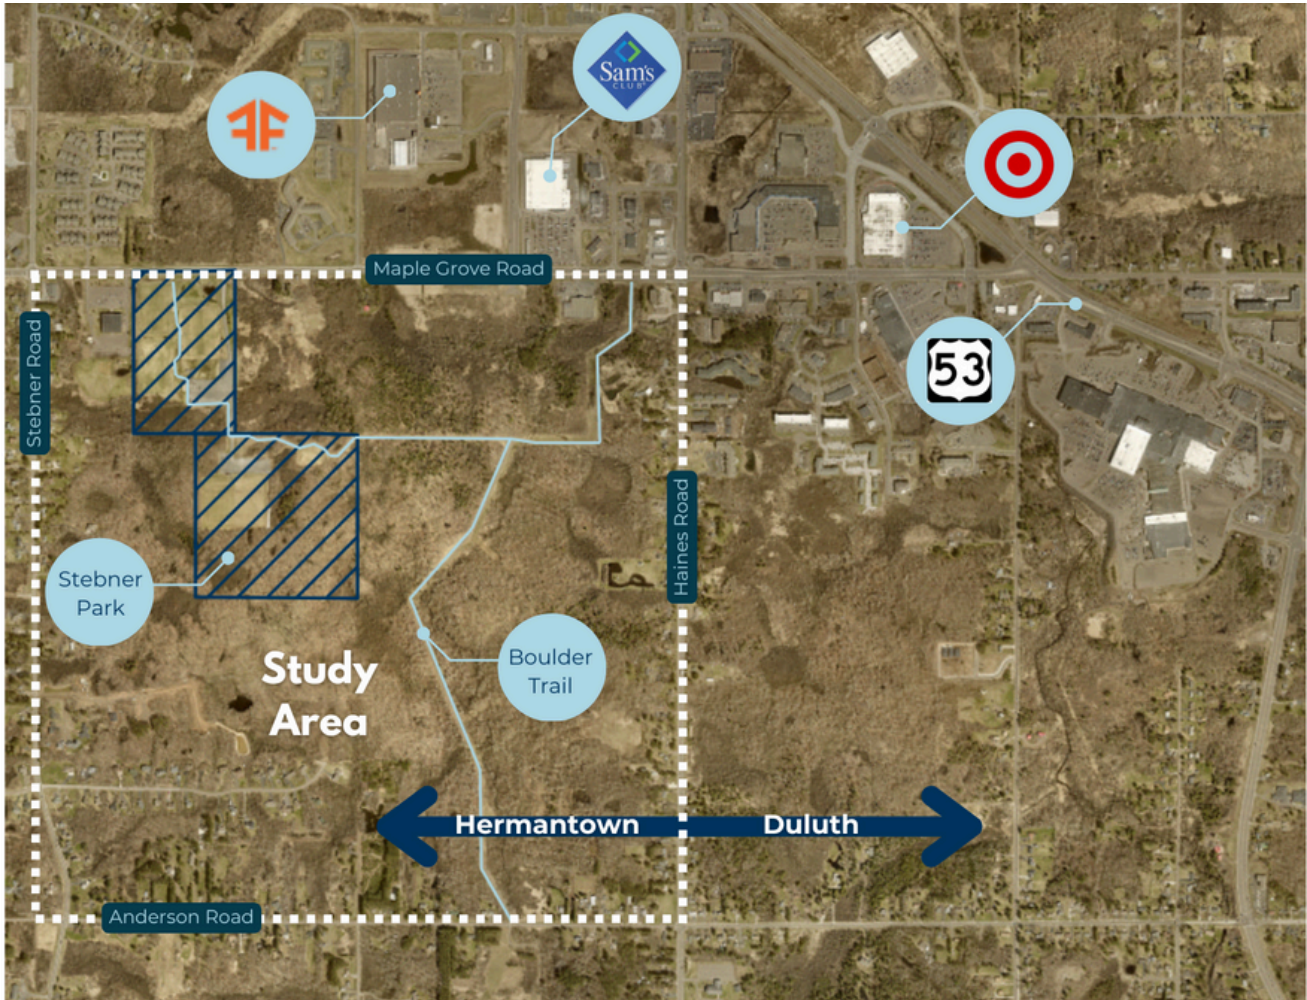 Sam's
CLUB
FF
Maple Grove Road
Stebner Road
53
Haines Road
Stebner
Park
Study
Area
Boulder
Trail
Hermantown
Duluth
Anderson Road